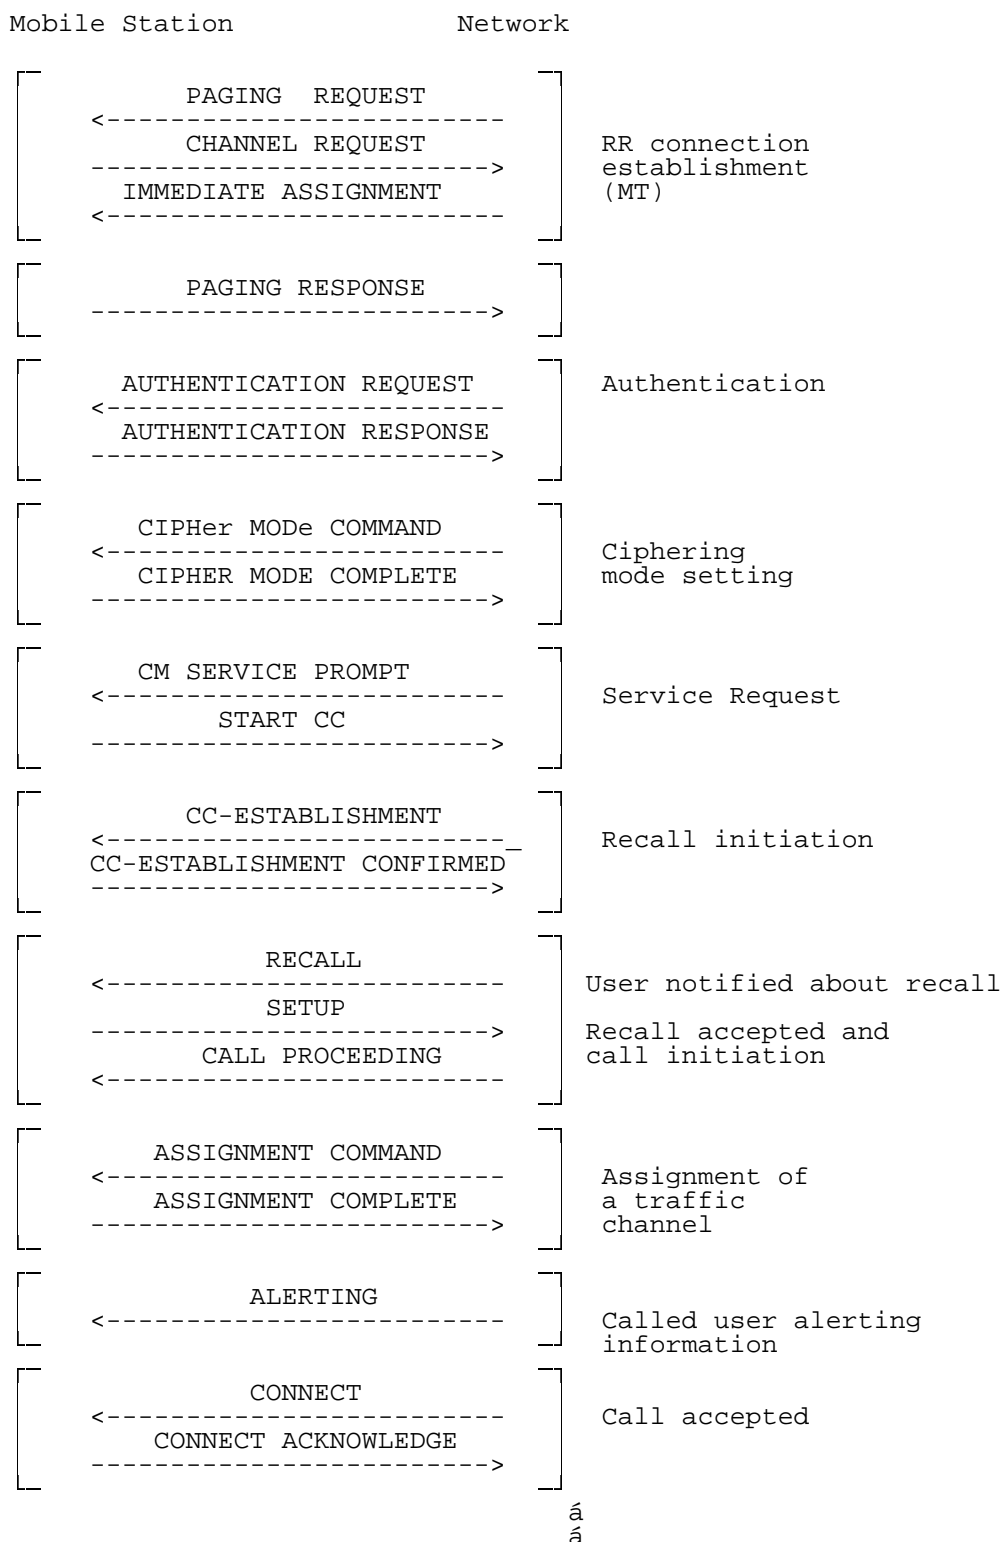 Mobile Station Network
PAGING REQUEST
<-------------------------
CHANNEL REQUEST RR connection
-------------------------> establishment
IMMEDIATE ASSIGNMENT (MT)
<-------------------------
PAGING RESPONSE
------------------------->
AUTHENTICATION REQUEST Authentication
<-------------------------
AUTHENTICATION RESPONSE
------------------------->
CIPHer MODe COMMAND
<------------------------- Ciphering
CIPHER MODE COMPLETE mode setting
------------------------->
CM SERVICE PROMPT
<------------------------- Service Request
START CC
------------------------->
CC-ESTABLISHMENT
<-------------------------_ Recall initiation
CC-ESTABLISHMENT CONFIRMED
------------------------->
RECALL
<------------------------- User notified about recall
SETUP
-------------------------> Recall accepted and
CALL PROCEEDING call initiation
<-------------------------
ASSIGNMENT COMMAND
<------------------------- Assignment of
ASSIGNMENT COMPLETE a traffic
-------------------------> channel
ALERTING
<------------------------- Called user alerting
information
CONNECT
<------------------------- Call accepted
CONNECT ACKNOWLEDGE
------------------------->
á
á